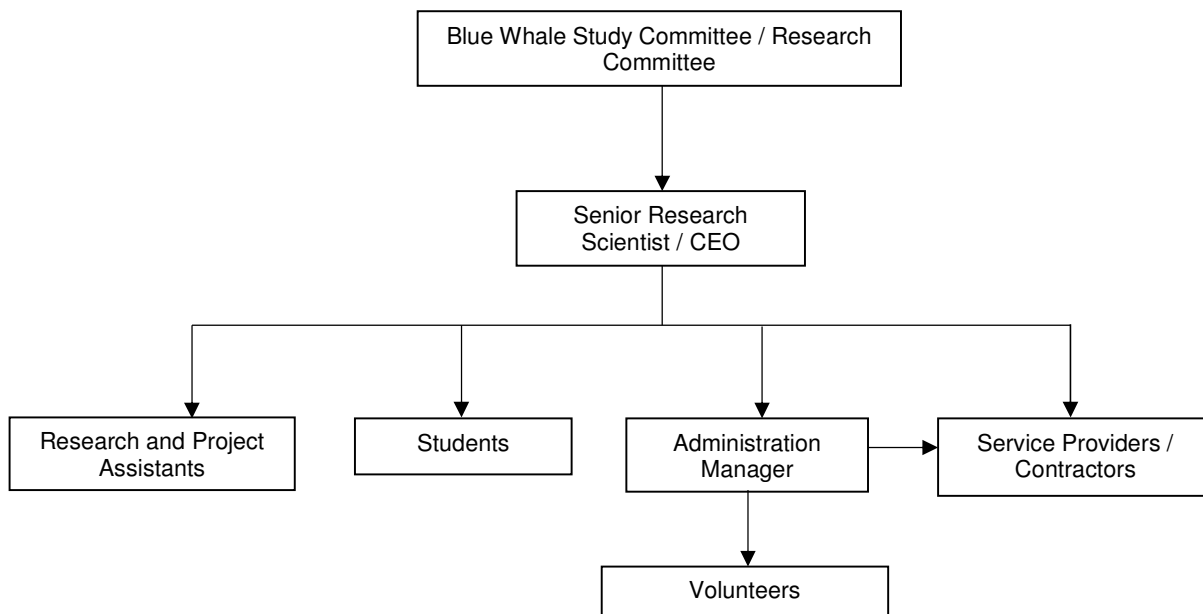 Blue Whale Study Committee / Research
Committee
Senior Research
Scientist / CEO
Research and Project
Assistants
Students
Administration
Manager
Service Providers /
Contractors
Volunteers